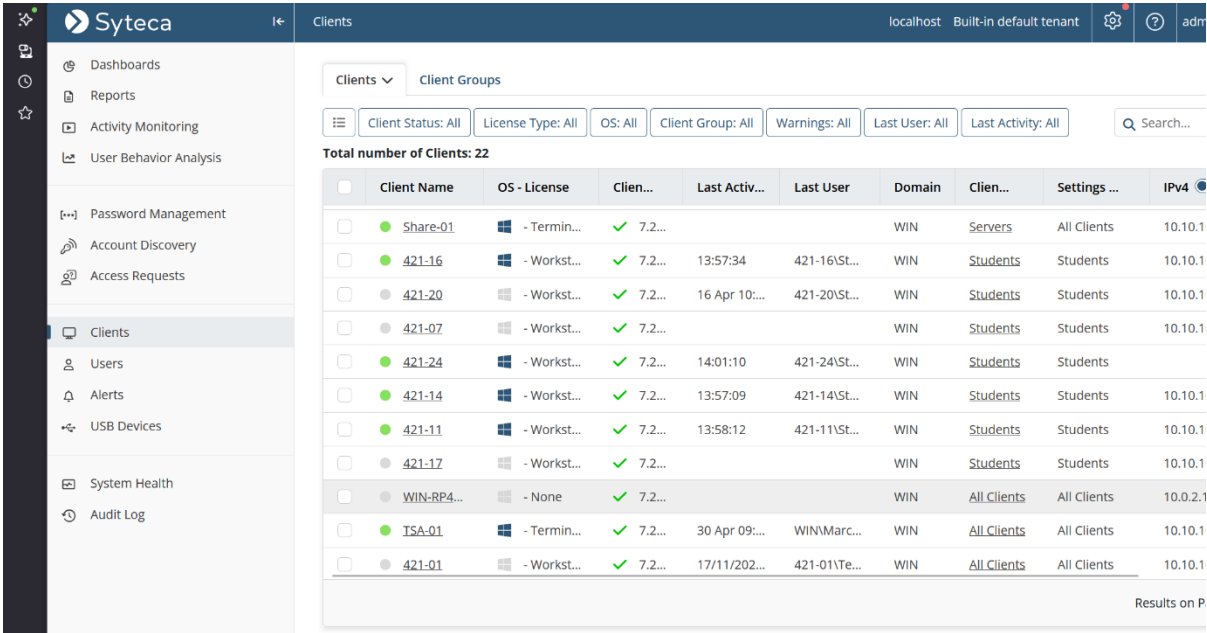 Syteca
Clients
localhost Built-in default tenant
adm
Dashboards
Reports
Activity Monitoring
User Behavior Analysis
Password Management
Account Discovery
Access Requests
Clients
Users
Alerts
USB Devices
System Health
Audit Log
Clients Client Groups
Client Status: All License Type: All OS: All Client Group: All Warnings: All Last User: All Last Activity: All Search...
Total number of Clients: 22
Client Name OS - License Clien... Last Activ... Last User Domain Clien... Settings ... IPv4
Share-01 - Termin... 7.2... WIN Servers All Clients 10.10.1
421-16 - Workst... 7.2... 13:57:34 421-16\St... WIN Students Students 10.10.1
421-20 - Workst... 7.2... 16 Apr 10:... 421-20\St... WIN Students Students 10.10.1
421-07 - Workst... 7.2... WIN Students Students 10.10.1
421-24 - Workst... 7.2... 14:01:10 421-24\St... WIN Students Students
421-14 - Workst... 7.2... 13:57:09 421-14\St... WIN Students Students 10.10.1
421-11 - Workst... 7.2... 13:58:12 421-11\St... WIN Students Students 10.10.1
421-17 - Workst... 7.2... WIN Students Students 10.10.1
WIN-RP4... - None 7.2... WIN All Clients All Clients 10.0.2.1
TSA-01 - Termin... 7.2... 30 Apr 09:... WIN\Marc... WIN All Clients All Clients 10.10.1
421-01 - Workst... 7.2... 17/11/202... 421-01\Te... WIN All Clients All Clients 10.10.1
Results on Pa